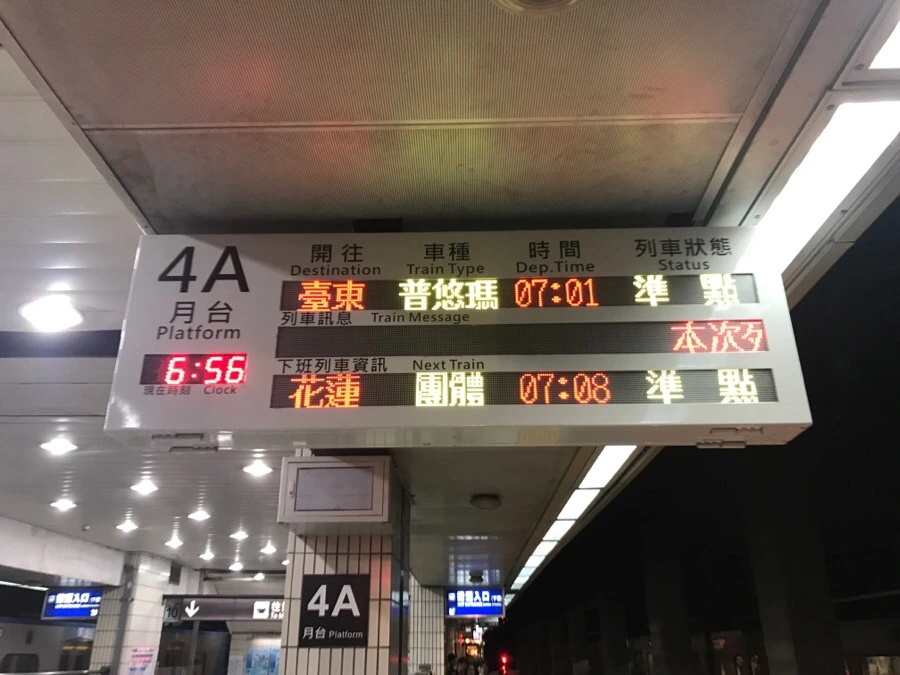 4A
月台
Platform
6:56
現在時刻 Clock
開往 車種 時間 列車狀態
Destination Train Type Dep.Time Status
臺東 普悠瑪 07:01 準點
列車訊息 Train Message
本次列
下班列車資訊 Next Train
花蓮 團體 07:08 準點
4A
月台 Platform
10